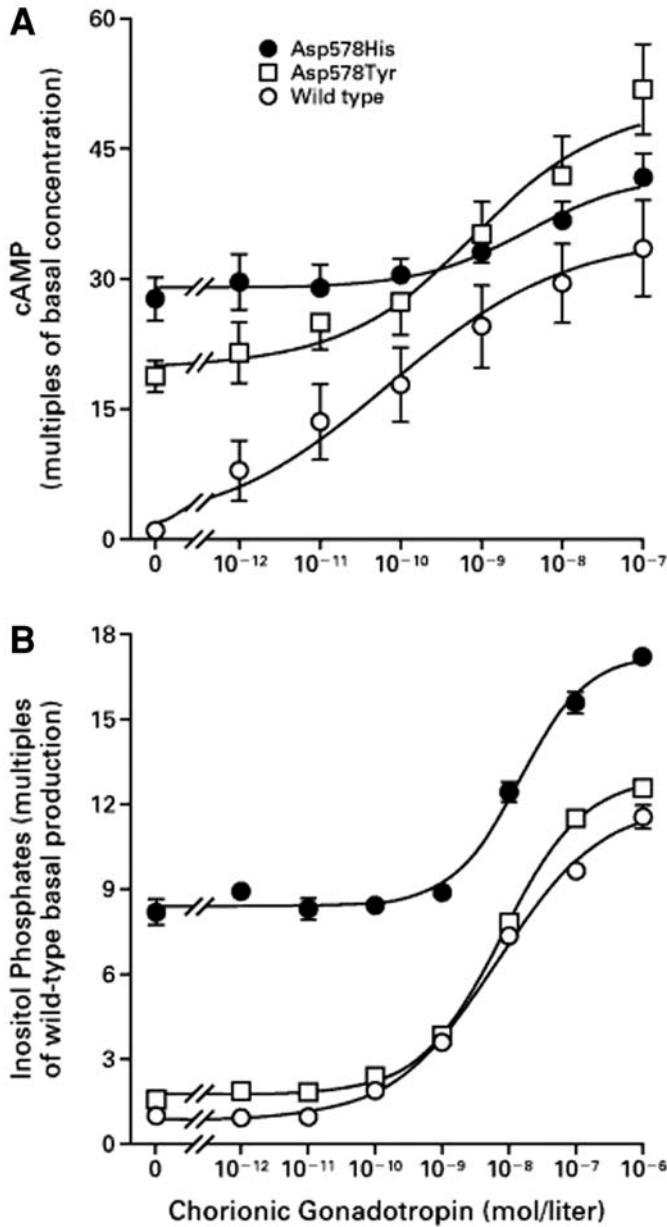 A
60
45
30
15
0
cAMP
(multiples of basal concentration)
Asp578His
Asp578Tyr
Wild type
0 10⁻¹² 10⁻¹¹ 10⁻¹⁰ 10⁻⁹ 10⁻⁸ 10⁻⁷
B
18
15
12
9
6
3
0
Inositol Phosphates (multiples
of wild-type basal production)
0 10⁻¹² 10⁻¹¹ 10⁻¹⁰ 10⁻⁹ 10⁻⁸ 10⁻⁷ 10⁻⁶
Chorionic Gonadotropin (mol/liter)